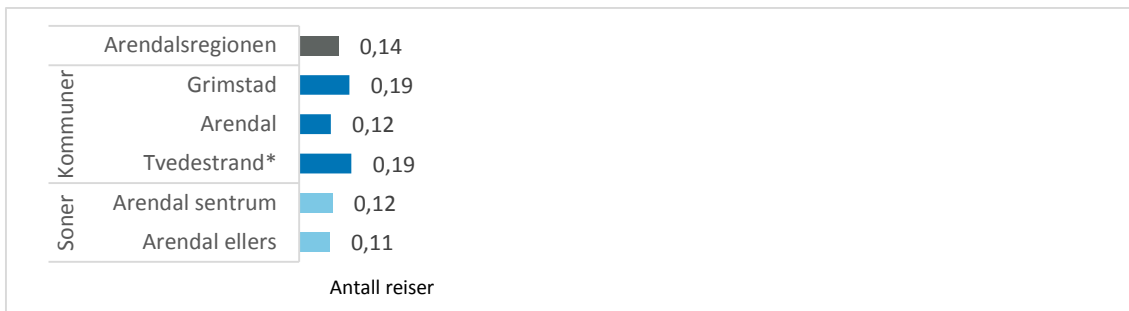 Arendalsregionen 0,14
Kommuner
Grimstad 0,19
Arendal 0,12
Tvedestrand* 0,19
Soner
Arendal sentrum 0,12
Arendal ellers 0,11
Antall reiser